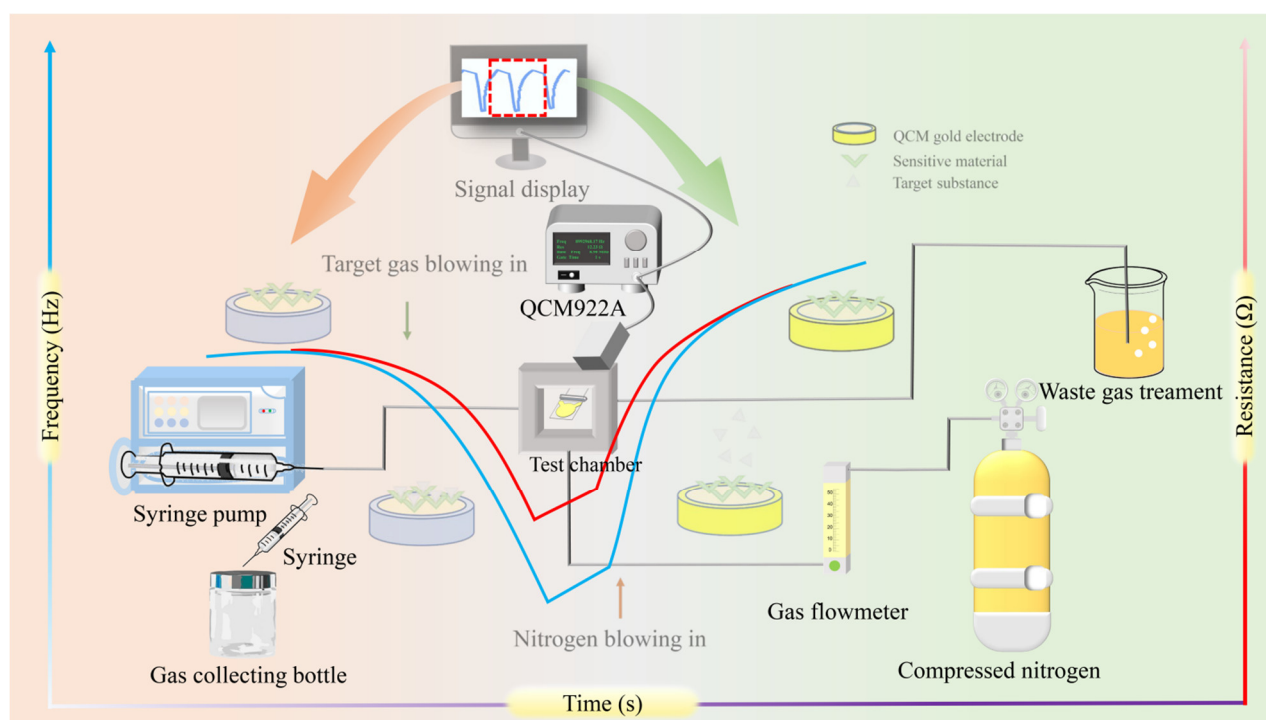 Signal display
QCM gold electrode
Sensitive material
Target substance
Target gas blowing in
QCM922A
Frequency (Hz)
Resistance (Ω)
Waste gas treament
Test chamber
Syringe pump
Syringe
Gas flowmeter
Nitrogen blowing in
Gas collecting bottle
Compressed nitrogen
Time (s)